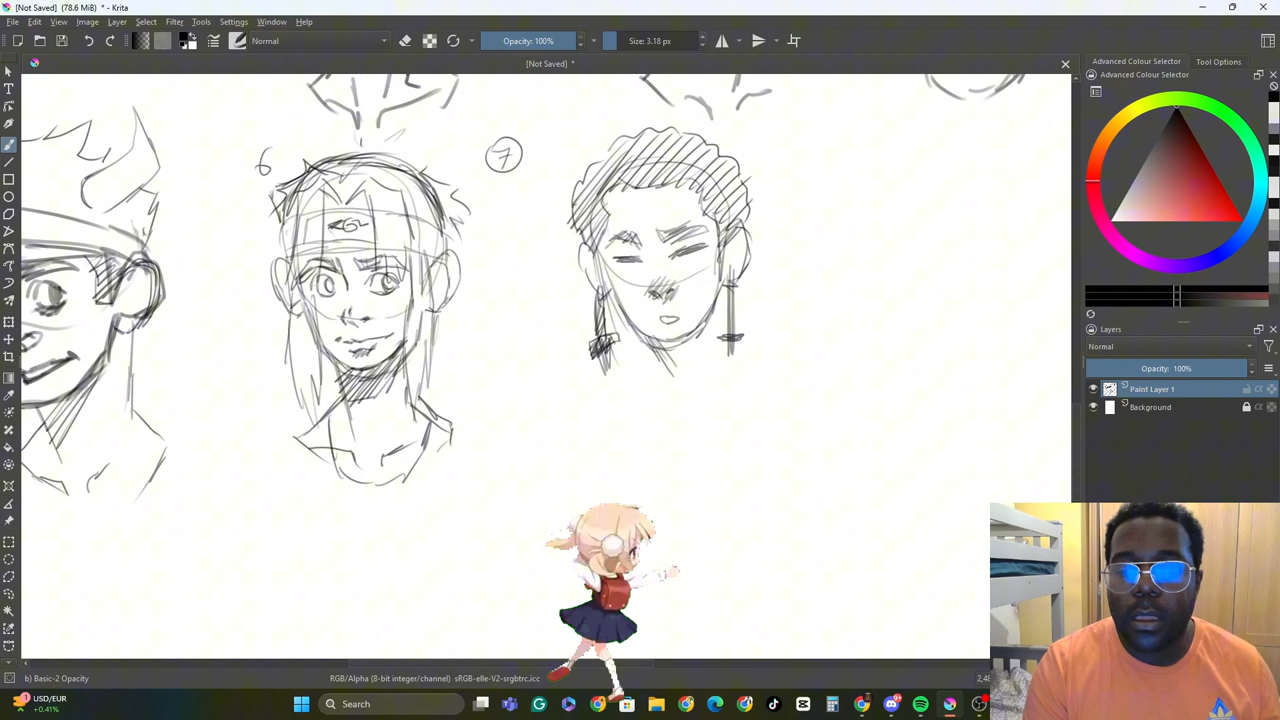 [Not Saved] (78.6 MiB) * - Krita
File Edit View Image Layer Select Filter Tools Settings Window Help
Normal
Opacity: 100%
Size: 3.18 px
[Not Saved] *
Advanced Colour Selector
Tool Options
Advanced Colour Selector
6
7
Layers
Normal
Opacity: 100%
Paint Layer 1
Background
b) Basic-2 Opacity
RGB/Alpha (8-bit integer/channel) sRGB-elle-V2-srgbtrc.icc
2,48
1
USD/EUR
+0.41%
Search